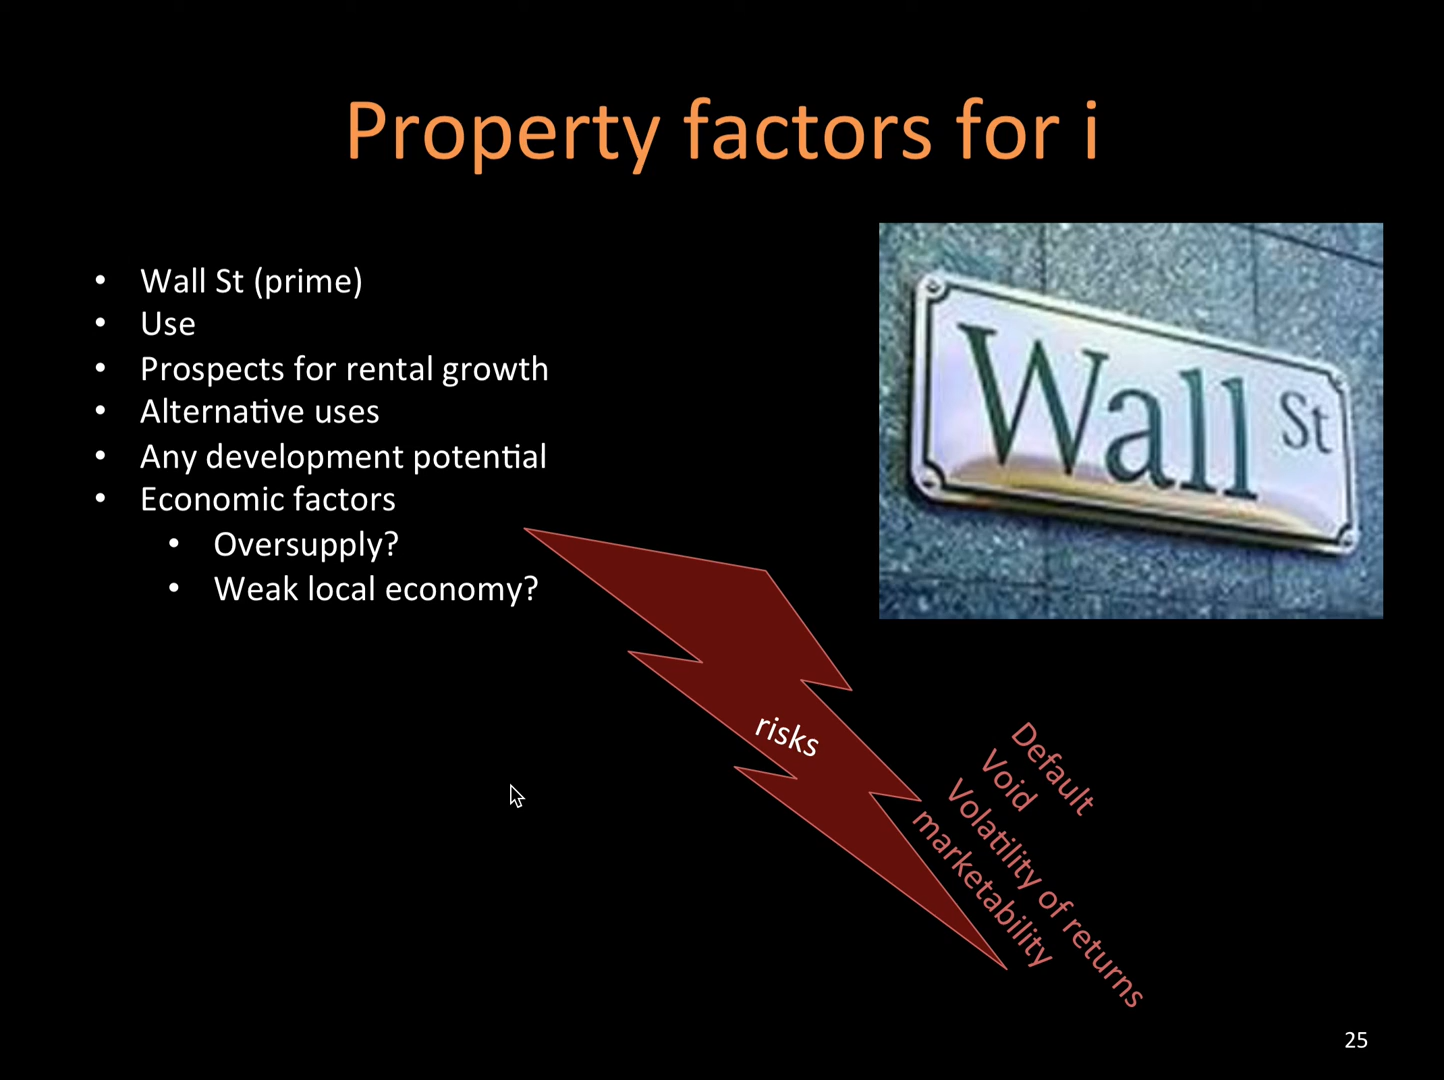 Property factors for i
Wall St (prime)
Use
Prospects for rental growth
Alternative uses
Any development potential
Economic factors
Oversupply?
Weak local economy?
Wall St
risks
Default
Void
Volatility of returns
marketability
25